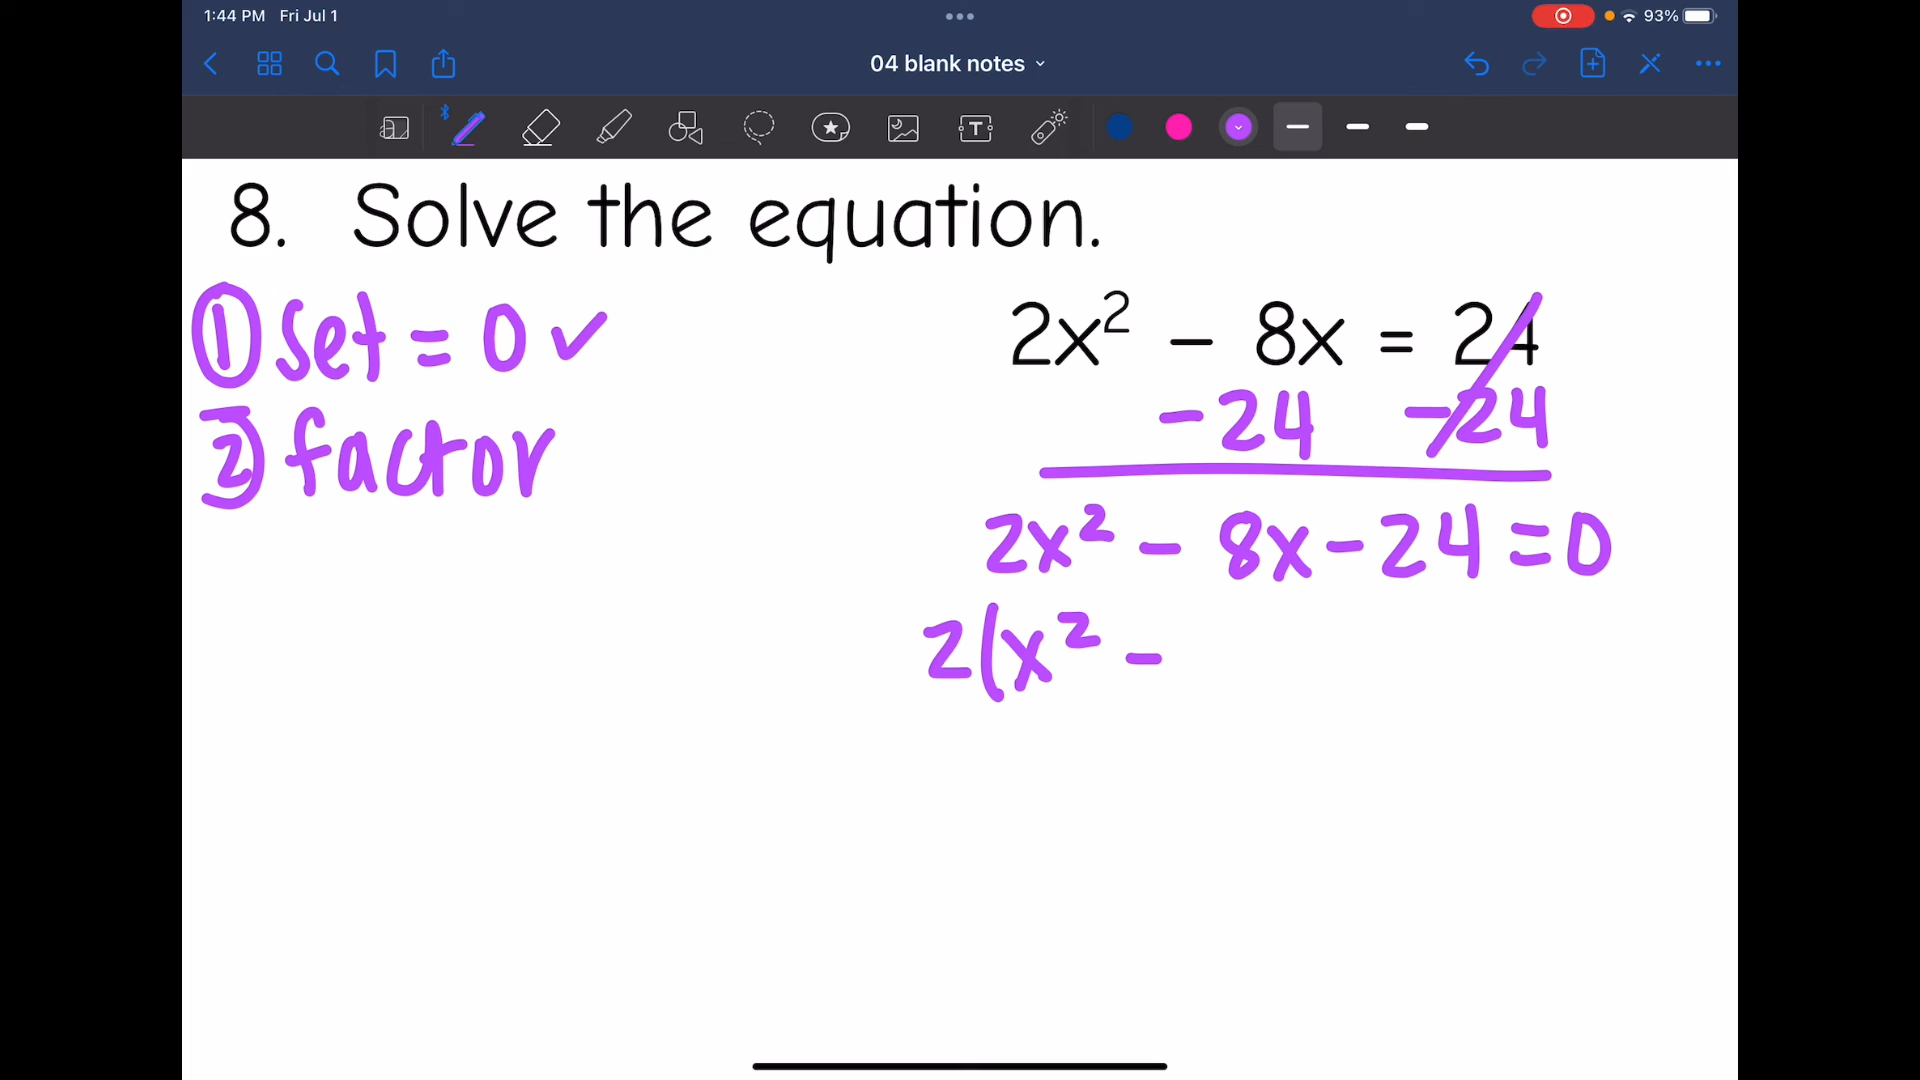 1:44 PM Fri Jul 1
93%
04 blank notes
8. Solve the equation.
① Set = 0 ✓
2x² − 8x = 24
−24 −24
② factor
2x² − 8x − 24 = 0
2(x² −